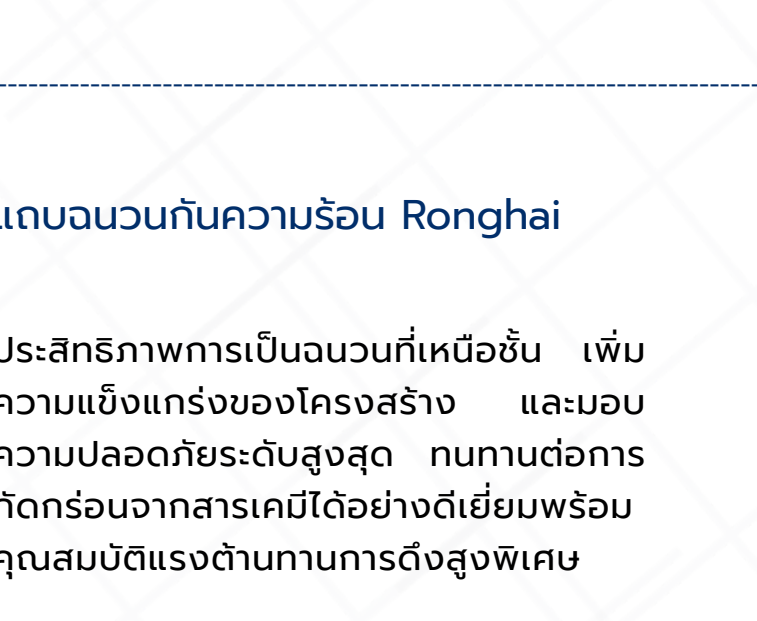 แถบฉนวนกันความร้อน Ronghai
ประสิทธิภาพการเป็นฉนวนที่เหนือชั้น เพิ่ม
ความแข็งแกร่งของโครงสร้าง และมอบ
ความปลอดภัยระดับสูงสุด ทนทานต่อการ
กัดกร่อนจากสารเคมีได้อย่างดีเยี่ยมพร้อม
คุณสมบัติแรงต้านทานการดึงสูงพิเศษ